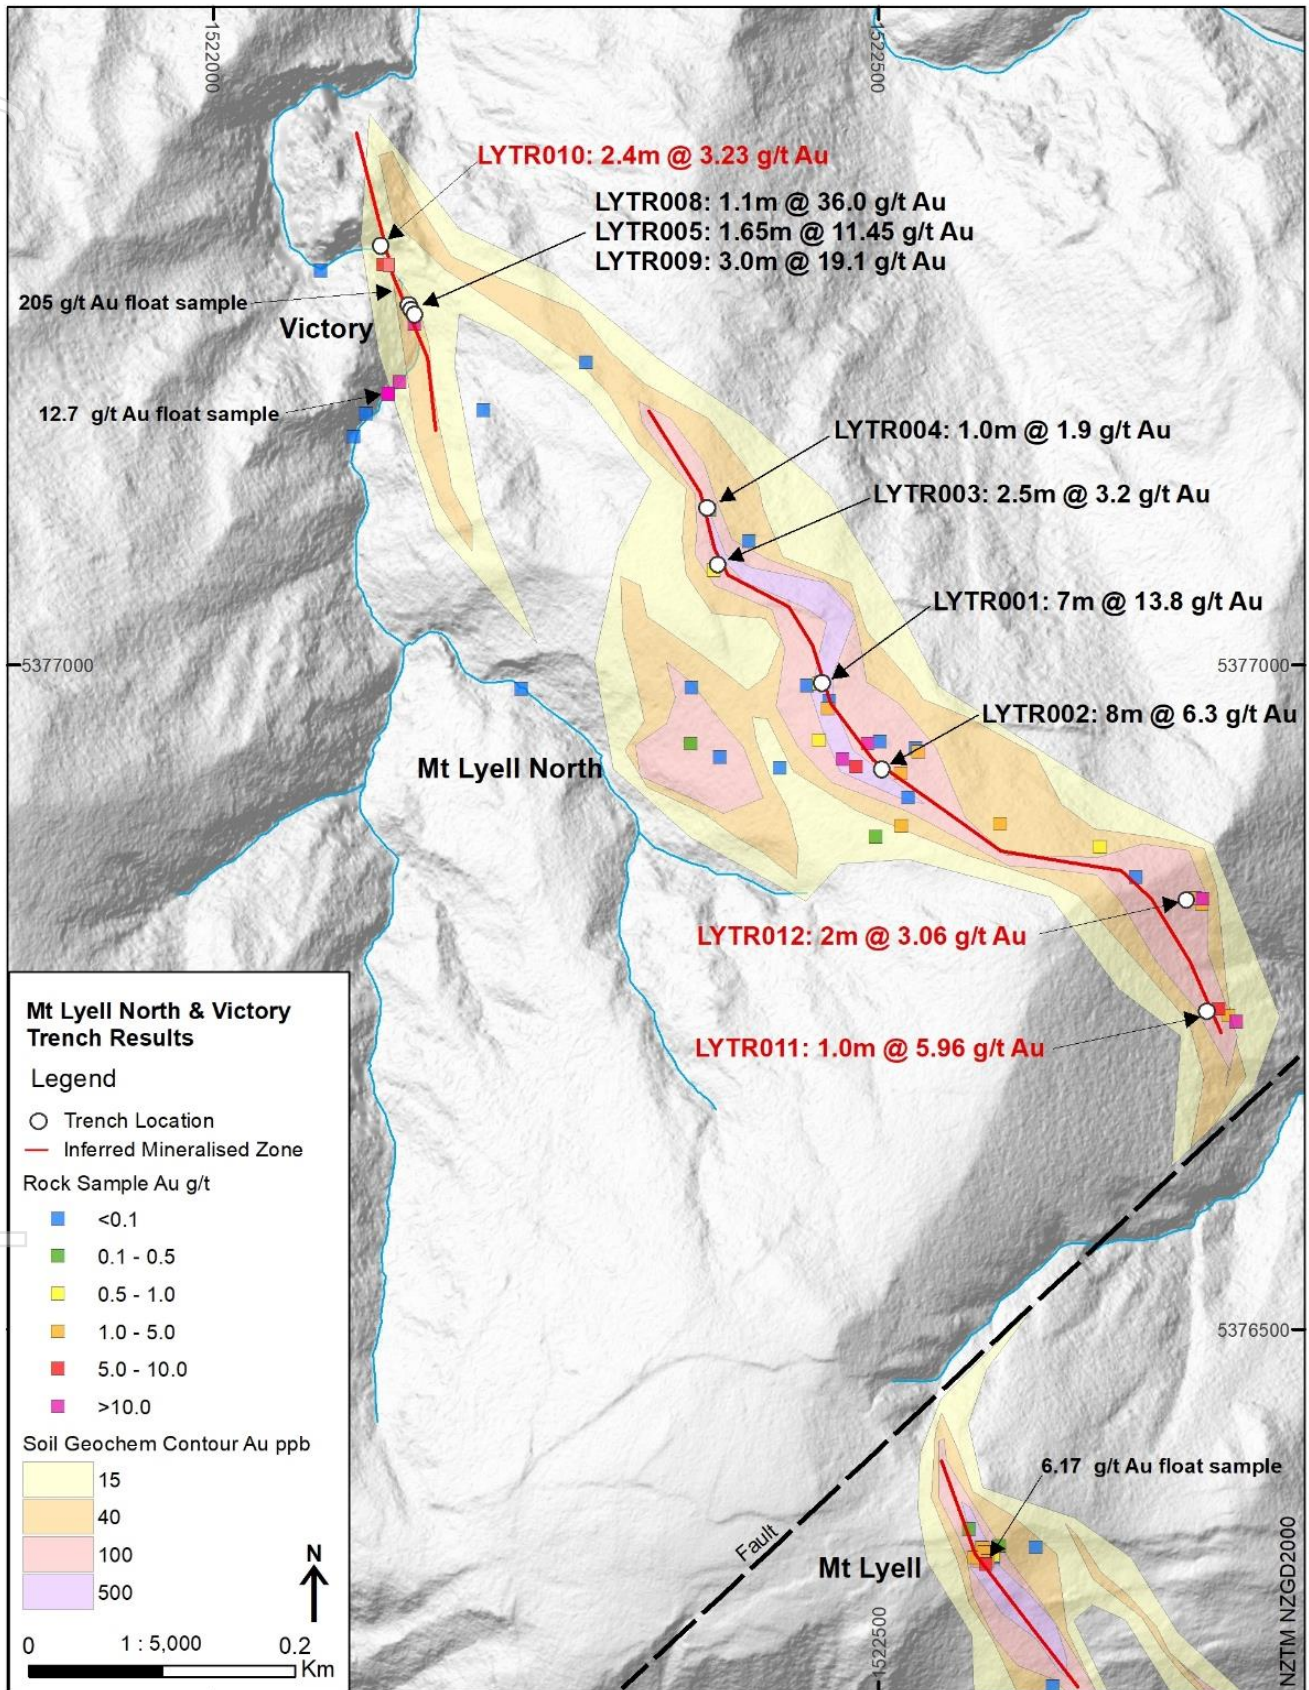 1522000
1522500
LYTR010: 2.4m @ 3.23 g/t Au
LYTR008: 1.1m @ 36.0 g/t Au
LYTR005: 1.65m @ 11.45 g/t Au
LYTR009: 3.0m @ 19.1 g/t Au
205 g/t Au float sample
Victory
12.7 g/t Au float sample
LYTR004: 1.0m @ 1.9 g/t Au
LYTR003: 2.5m @ 3.2 g/t Au
LYTR001: 7m @ 13.8 g/t Au
5377000
5377000
LYTR002: 8m @ 6.3 g/t Au
Mt Lyell North
LYTR012: 2m @ 3.06 g/t Au
LYTR011: 1.0m @ 5.96 g/t Au
5376500
6.17 g/t Au float sample
Fault
Mt Lyell
1522500
NZTM NZGD2000
Mt Lyell North & Victory
Trench Results
Legend
Trench Location
Inferred Mineralised Zone
Rock Sample Au g/t
<0.1
0.1 - 0.5
0.5 - 1.0
1.0 - 5.0
5.0 - 10.0
>10.0
Soil Geochem Contour Au ppb
15
40
100
500
N
0 1 : 5,000 0.2
Km